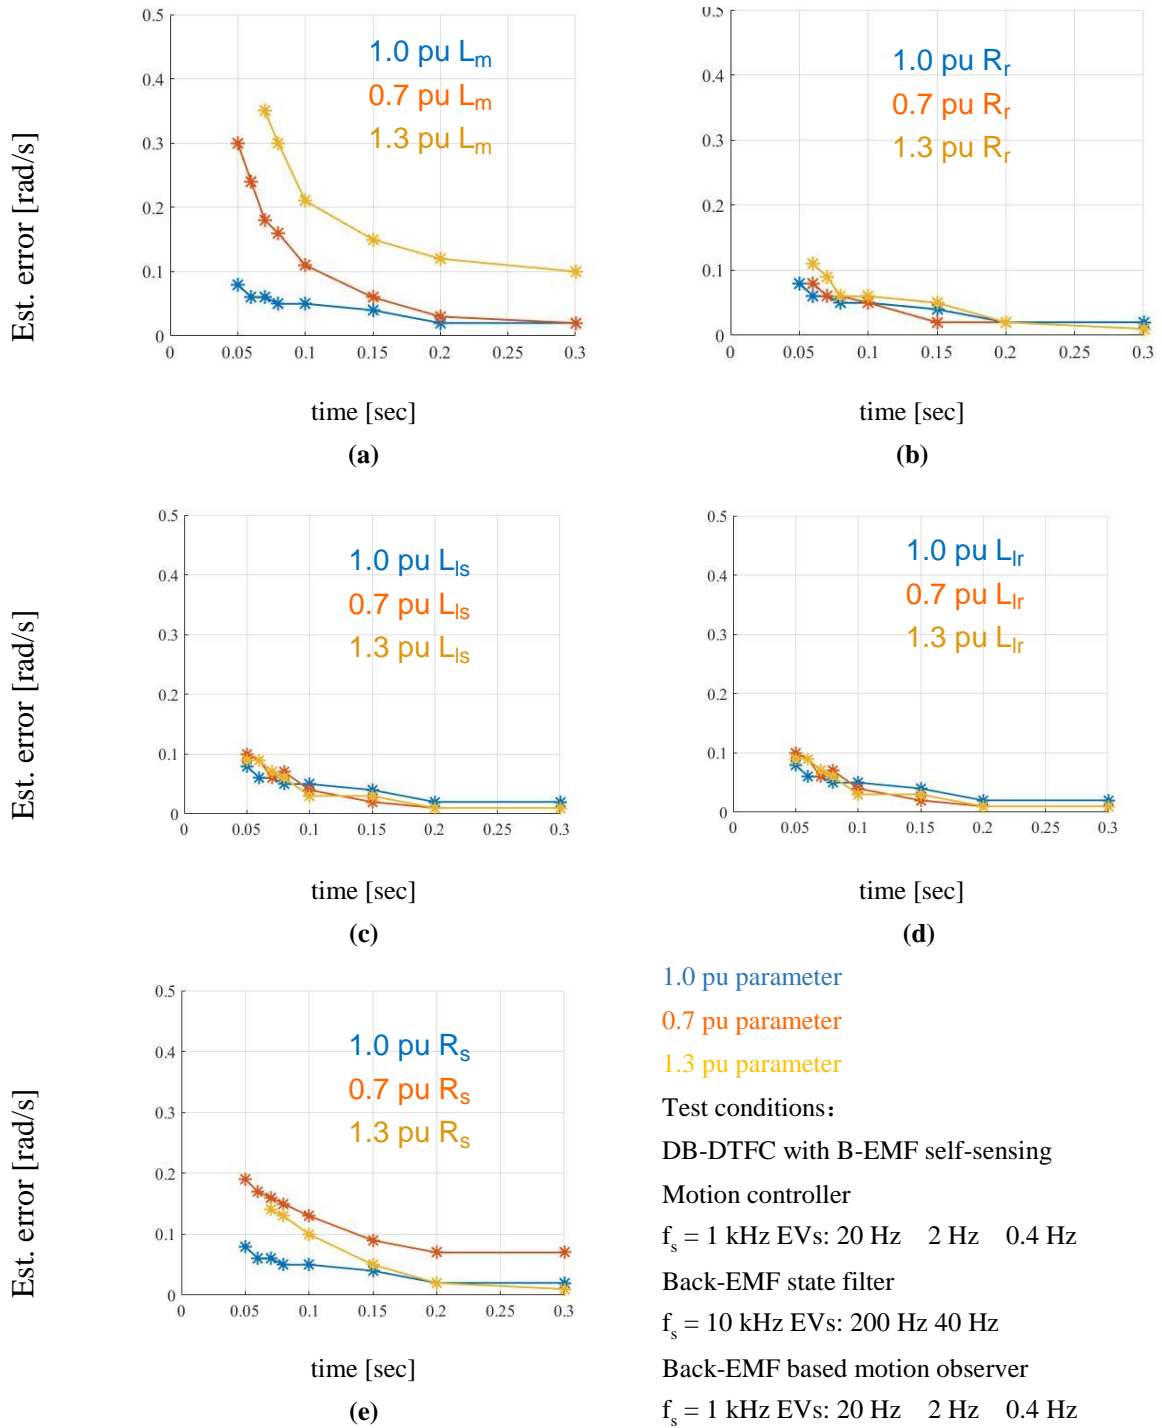 Est. error [rad/s]
0.5
0.4
0.3
0.2
0.1
0
1.0 pu Lm
0.7 pu Lm
1.3 pu Lm
0 0.05 0.1 0.15 0.2 0.25 0.3
time [sec]
(a)
0.5
0.4
0.3
0.2
0.1
0
1.0 pu Rr
0.7 pu Rr
1.3 pu Rr
0 0.05 0.1 0.15 0.2 0.25 0.3
time [sec]
(b)
Est. error [rad/s]
0.5
0.4
0.3
0.2
0.1
0
1.0 pu Lls
0.7 pu Lls
1.3 pu Lls
0 0.05 0.1 0.15 0.2 0.25 0.3
time [sec]
(c)
0.5
0.4
0.3
0.2
0.1
0
1.0 pu Llr
0.7 pu Llr
1.3 pu Llr
0 0.05 0.1 0.15 0.2 0.25 0.3
time [sec]
(d)
Est. error [rad/s]
0.5
0.4
0.3
0.2
0.1
0
1.0 pu Rs
0.7 pu Rs
1.3 pu Rs
0 0.05 0.1 0.15 0.2 0.25 0.3
time [sec]
(e)
1.0 pu parameter
0.7 pu parameter
1.3 pu parameter
Test conditions：
DB-DTFC with B-EMF self-sensing
Motion controller
fs = 1 kHz EVs: 20 Hz 2 Hz 0.4 Hz
Back-EMF state filter
fs = 10 kHz EVs: 200 Hz 40 Hz
Back-EMF based motion observer
fs = 1 kHz EVs: 20 Hz 2 Hz 0.4 Hz